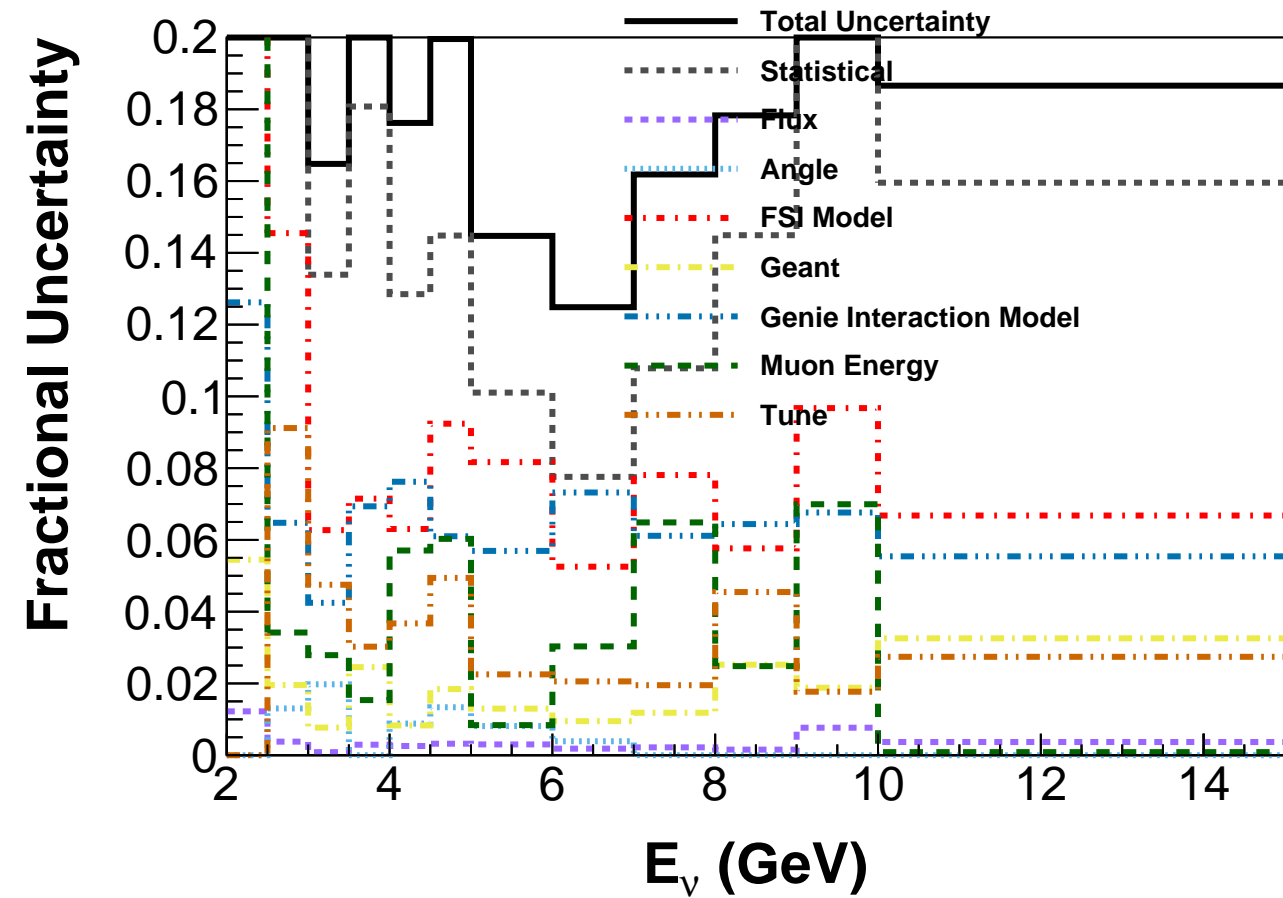 Total Uncertainty
Statistical
Flux
Angle
FSI Model
Geant
Genie Interaction Model
Muon Energy
Tune
Fractional Uncertainty
0.2
0.18
0.16
0.14
0.12
0.1
0.08
0.06
0.04
0.02
0
2 4 6 8 10 12 14
E_ν (GeV)